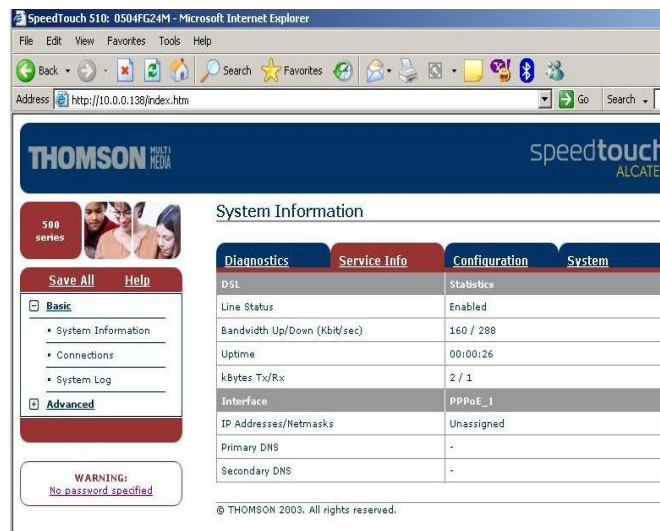 SpeedTouch 510: 0504FG24M - Microsoft Internet Explorer
File Edit View Favorites Tools Help
Back Search Favorites
Address http://10.0.0.138/index.htm Go Search
THOMSON MULTI MEDIA
speedtouch
ALCATE
500 series
System Information
Diagnostics Service Info Configuration System
Save All Help
Basic
System Information
Connections
System Log
Advanced
DSL Statistics
Line Status Enabled
Bandwidth Up/Down (Kbit/sec) 160 / 288
Uptime 00:00:26
kBytes Tx/Rx 2 / 1
Interface PPPoE_1
IP Addresses/Netmasks Unassigned
Primary DNS -
Secondary DNS -
WARNING:
No password specified
© THOMSON 2003. All rights reserved.